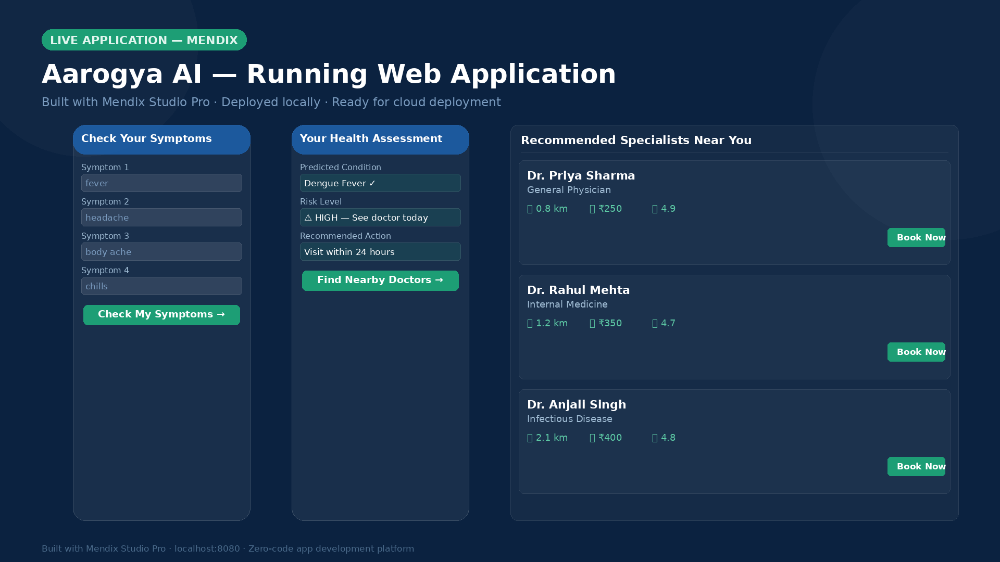 LIVE APPLICATION — MENDIX
Aarogya AI — Running Web Application
Built with Mendix Studio Pro · Deployed locally · Ready for cloud deployment
Check Your Symptoms
Symptom 1
fever
Symptom 2
headache
Symptom 3
body ache
Symptom 4
chills
Check My Symptoms →
Your Health Assessment
Predicted Condition
Dengue Fever ✓
Risk Level
⚠ HIGH — See doctor today
Recommended Action
Visit within 24 hours
Find Nearby Doctors →
Recommended Specialists Near You
Dr. Priya Sharma
General Physician
0.8 km ₹250 4.9
Book Now
Dr. Rahul Mehta
Internal Medicine
1.2 km ₹350 4.7
Book Now
Dr. Anjali Singh
Infectious Disease
2.1 km ₹400 4.8
Book Now
Built with Mendix Studio Pro · localhost:8080 · Zero-code app development platform